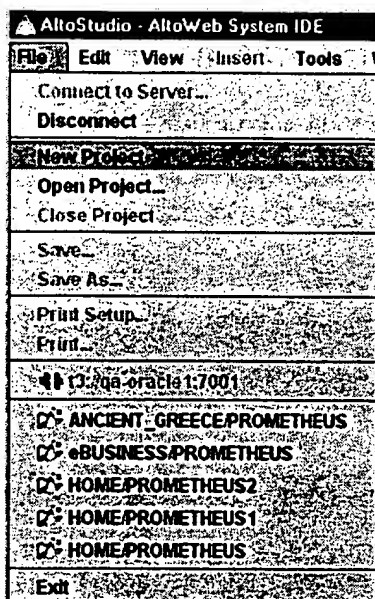 AltoStudio - AltoWeb System IDE
File Edit View Insert Tools
Connect to Server...
Disconnect
New Project...
Open Project...
Close Project
Save...
Save As...
Print Setup...
Print...
t3://qa-oracle1:7001
ANCIENT_GREECE/PROMETHEUS
eBUSINESS/PROMETHEUS
HOME/PROMETHEUS2
HOME/PROMETHEUS1
HOME/PROMETHEUS
Exit